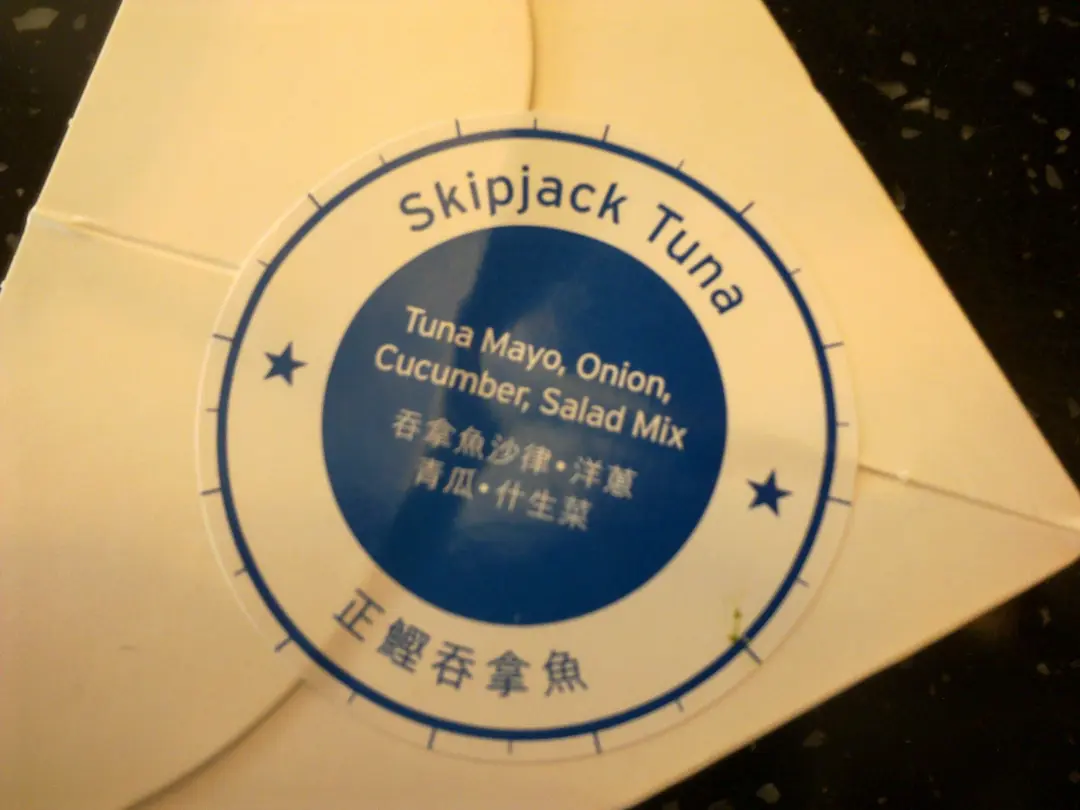 Skipjack Tuna
Tuna Mayo, Onion,
Cucumber, Salad Mix
吞拿魚沙律•洋蔥
青瓜•什生菜
正鰹吞拿魚